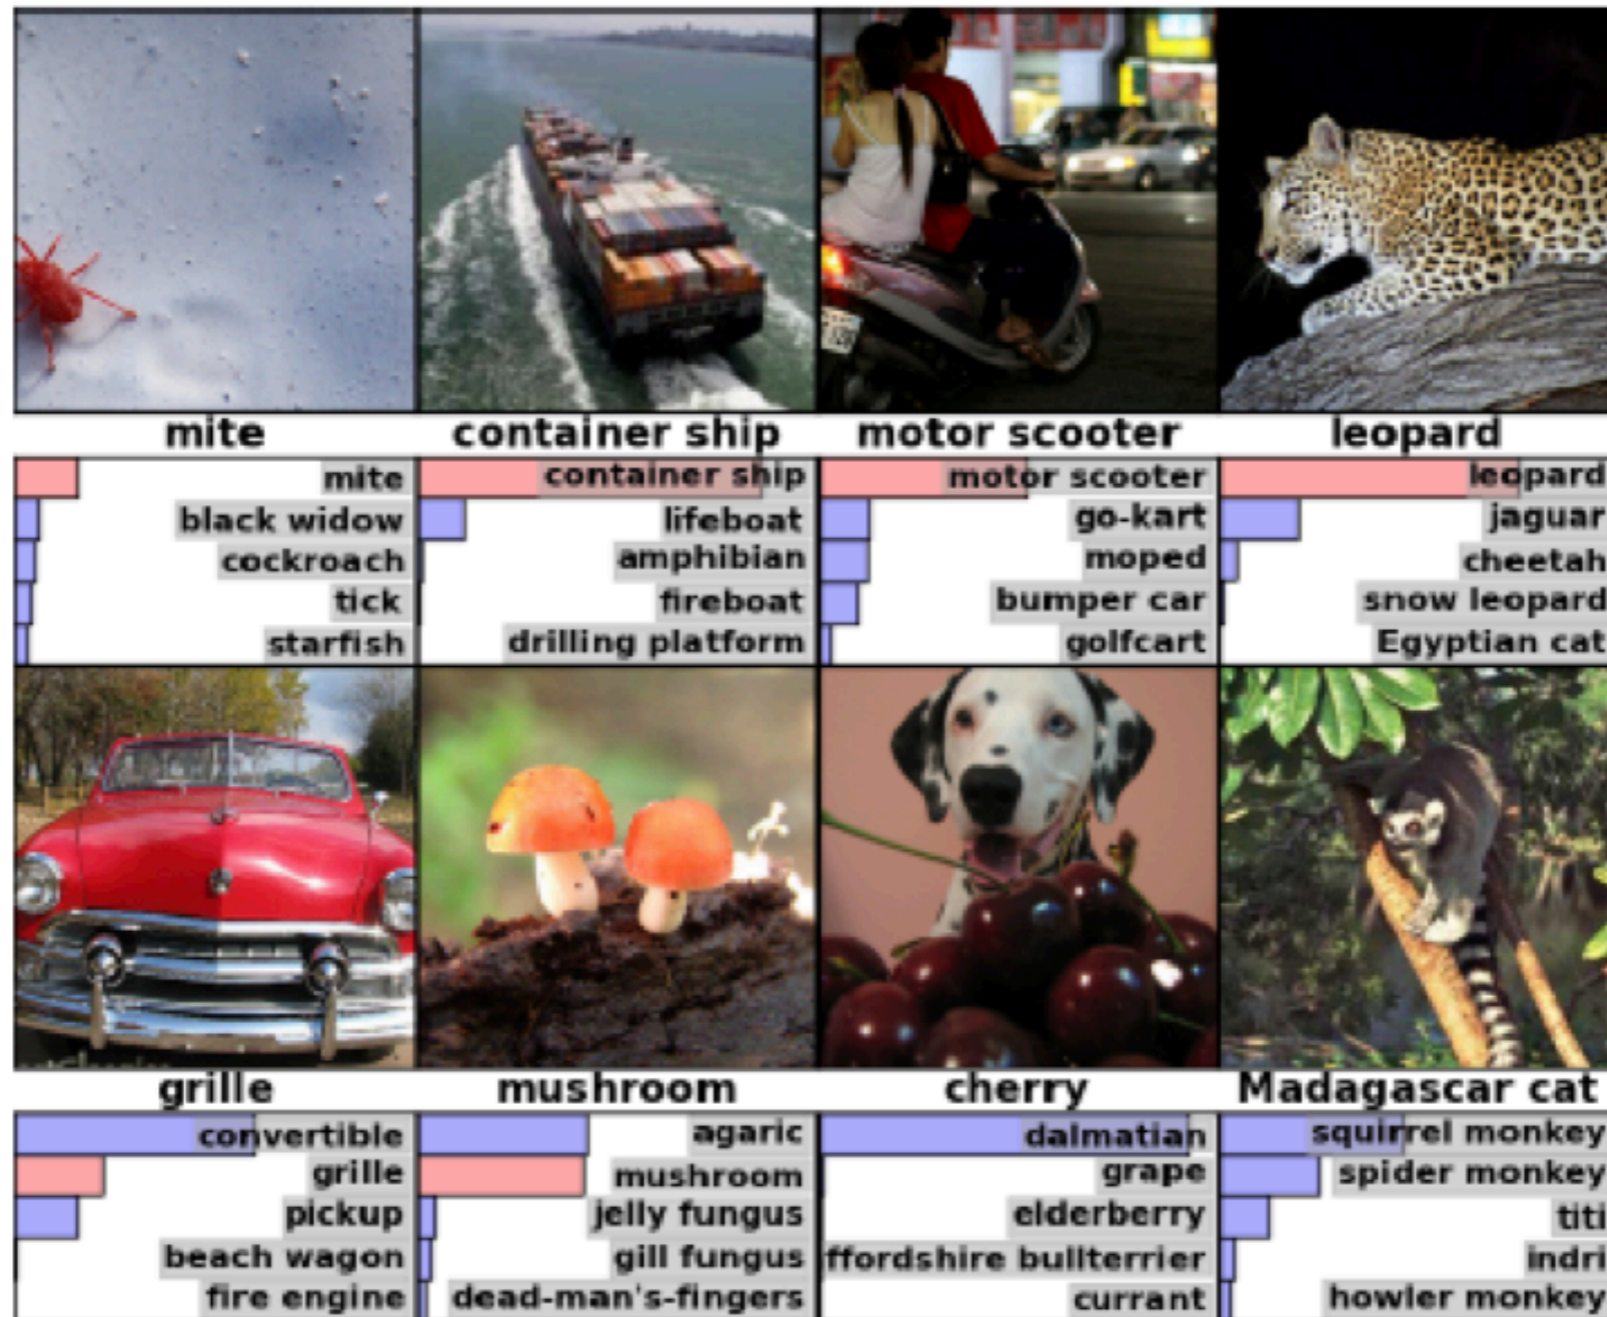 mite
container ship
motor scooter
leopard
mite
black widow
cockroach
tick
starfish
container ship
lifeboat
amphibian
fireboat
drilling platform
motor scooter
go-kart
moped
bumper car
golfcart
leopard
jaguar
cheetah
snow leopard
Egyptian cat
grille
mushroom
cherry
Madagascar cat
convertible
grille
pickup
beach wagon
fire engine
agaric
mushroom
jelly fungus
gill fungus
dead-man's-fingers
dalmatian
grape
elderberry
ffordshire bullterrier
currant
squirrel monkey
spider monkey
titi
indri
howler monkey